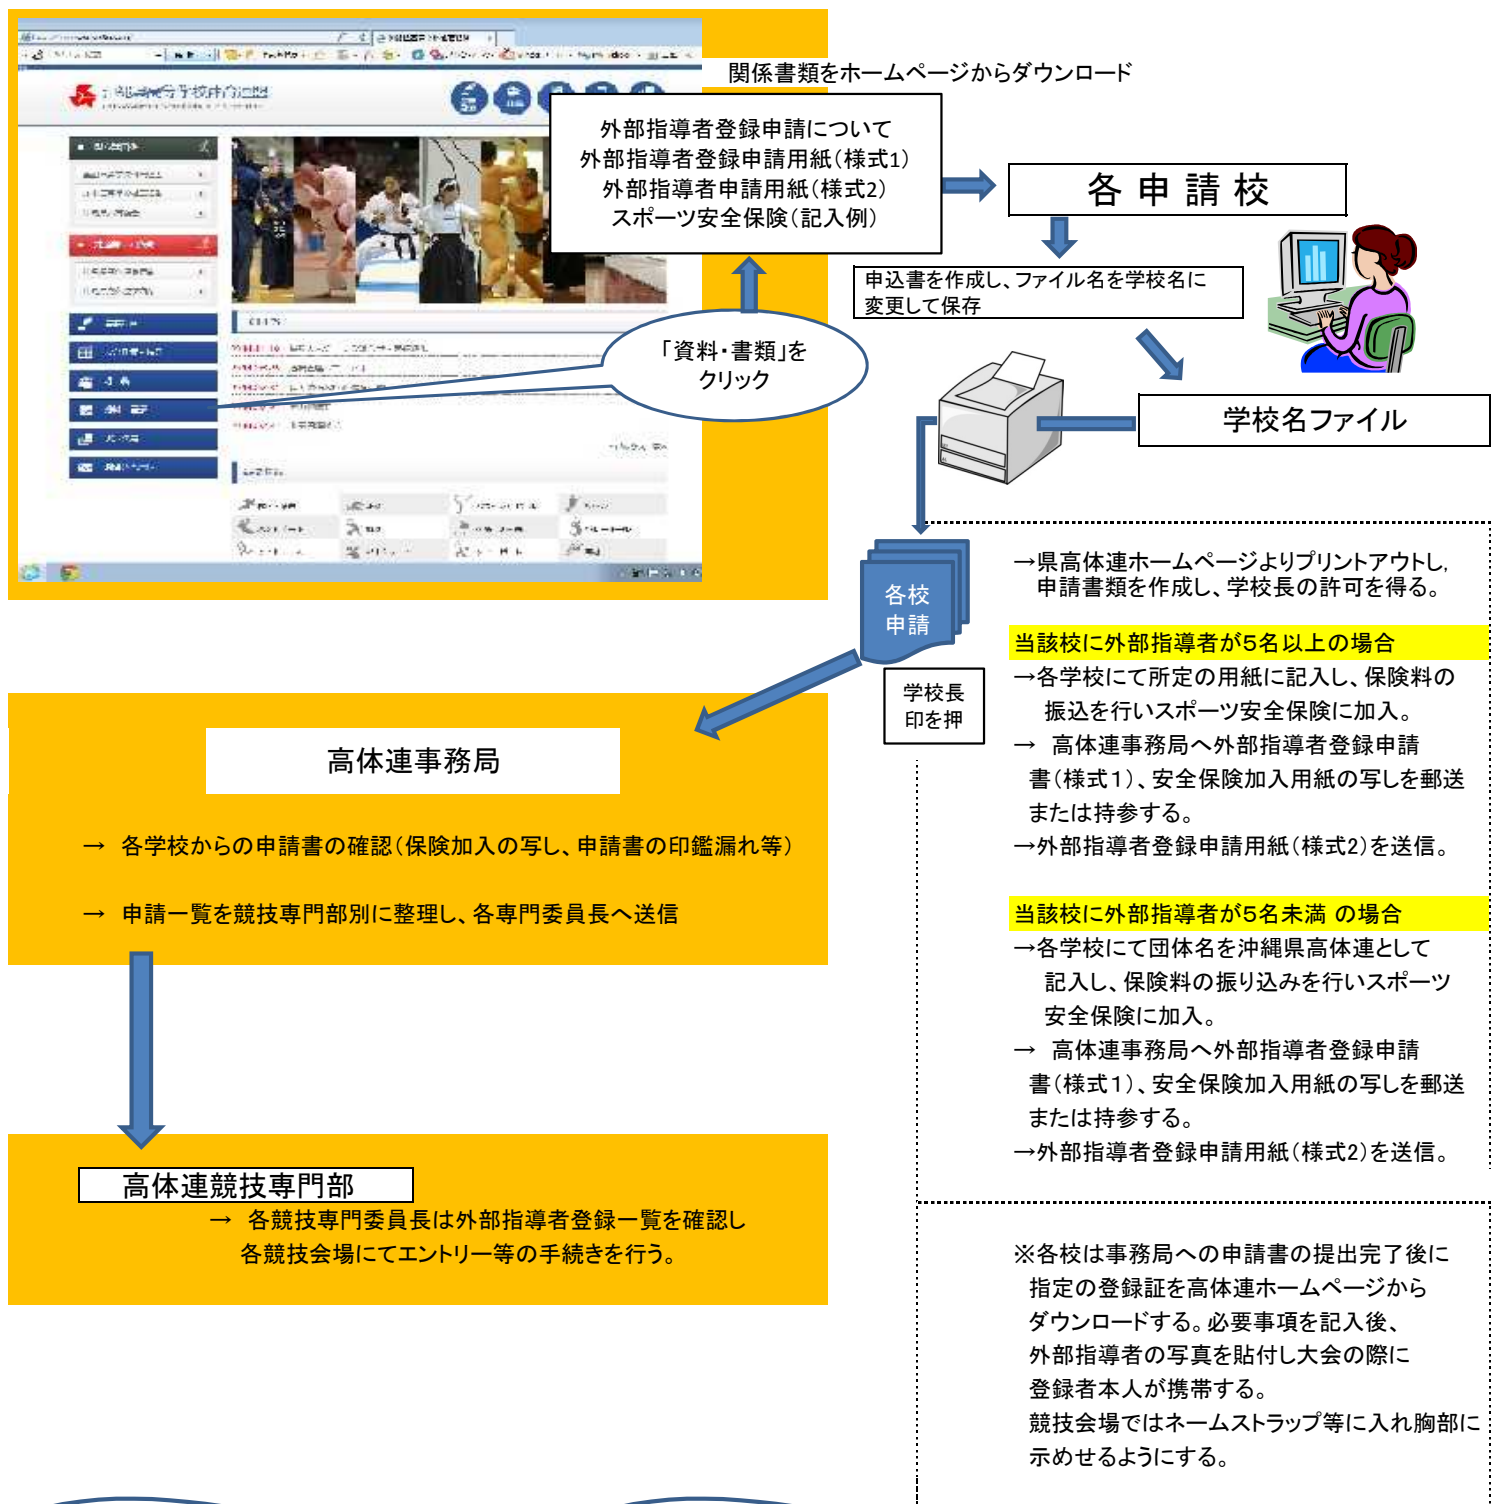 関係書類をホームページからダウンロード
外部指導者登録申請について
外部指導者登録申請用紙(様式1)
外部指導者申請用紙(様式2)
スポーツ安全保険(記入例)
各 申 請 校
申込書を作成し、ファイル名を学校名に
変更して保存
「資料・書類」を
クリック
学校名ファイル
各校
申請
学校長
印を押
→県高体連ホームページよりプリントアウトし,
申請書類を作成し、学校長の許可を得る。
当該校に外部指導者が5名以上の場合
→各学校にて所定の用紙に記入し、保険料の
振込を行いスポーツ安全保険に加入。
→ 高体連事務局へ外部指導者登録申請
書(様式1)、安全保険加入用紙の写しを郵送
または持参する。
→外部指導者登録申請用紙(様式2)を送信。
当該校に外部指導者が5名未満 の場合
→各学校にて団体名を沖縄県高体連として
記入し、保険料の振り込みを行いスポーツ
安全保険に加入。
→ 高体連事務局へ外部指導者登録申請
書(様式1)、安全保険加入用紙の写しを郵送
または持参する。
→外部指導者登録申請用紙(様式2)を送信。
高体連事務局
→ 各学校からの申請書の確認(保険加入の写し、申請書の印鑑漏れ等)
→ 申請一覧を競技専門部別に整理し、各専門委員長へ送信
高体連競技専門部
→ 各競技専門委員長は外部指導者登録一覧を確認し
各競技会場にてエントリー等の手続きを行う。
※各校は事務局への申請書の提出完了後に
指定の登録証を高体連ホームページから
ダウンロードする。必要事項を記入後、
外部指導者の写真を貼付し大会の際に
登録者本人が携帯する。
競技会場ではネームストラップ等に入れ胸部に
示めせるようにする。